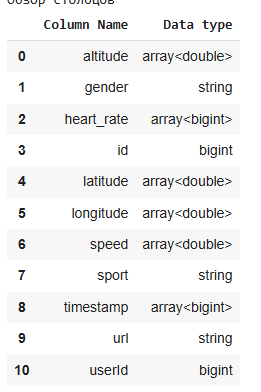 Обзор столбцов
Column Name Data type
0 altitude array<double>
1 gender string
2 heart_rate array<bigint>
3 id bigint
4 latitude array<double>
5 longitude array<double>
6 speed array<double>
7 sport string
8 timestamp array<bigint>
9 url string
10 userId bigint